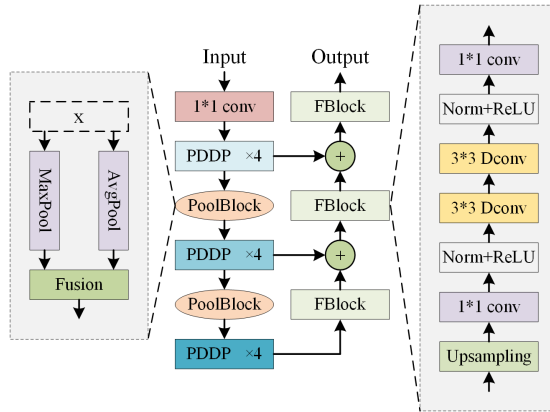 Input
Output
1*1 conv
PDDP ×4
PoolBlock
PDDP ×4
PoolBlock
PDDP ×4
FBlock
+
FBlock
+
FBlock
X
MaxPool
AvgPool
Fusion
1*1 conv
Norm+ReLU
3*3 Dconv
3*3 Dconv
Norm+ReLU
1*1 conv
Upsampling